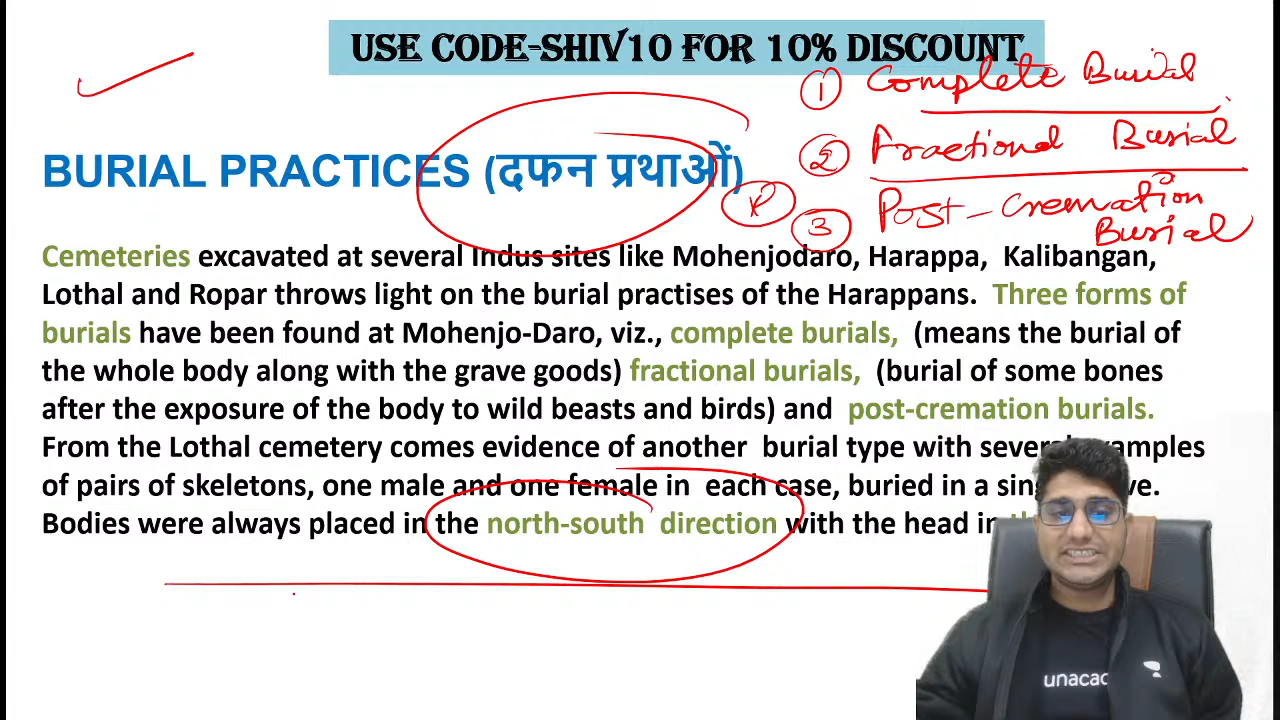 USE CODE-SHIV10 FOR 10% DISCOUNT
① Complete Burial
② Fractional Burial
③ Post-Cremation
Burial
BURIAL PRACTICES (दफन प्रथाओं)
Cemeteries excavated at several Indus sites like Mohenjodaro, Harappa, Kalibangan,
Lothal and Ropar throws light on the burial practises of the Harappans. Three forms of
burials have been found at Mohenjo-Daro, viz., complete burials, (means the burial of
the whole body along with the grave goods) fractional burials, (burial of some bones
after the exposure of the body to wild beasts and birds) and post-cremation burials.
From the Lothal cemetery comes evidence of another burial type with several examples
of pairs of skeletons, one male and one female in each case, buried in a single
Bodies were always placed in the north-south direction with the head in
unacad